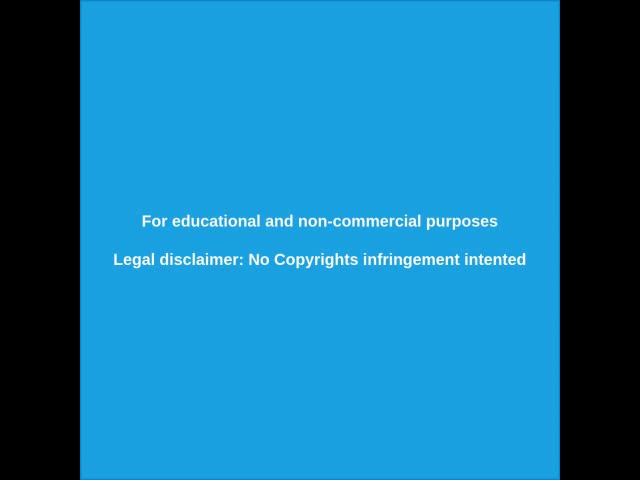 For educational and non-commercial purposes
Legal disclaimer: No Copyrights infringement intented